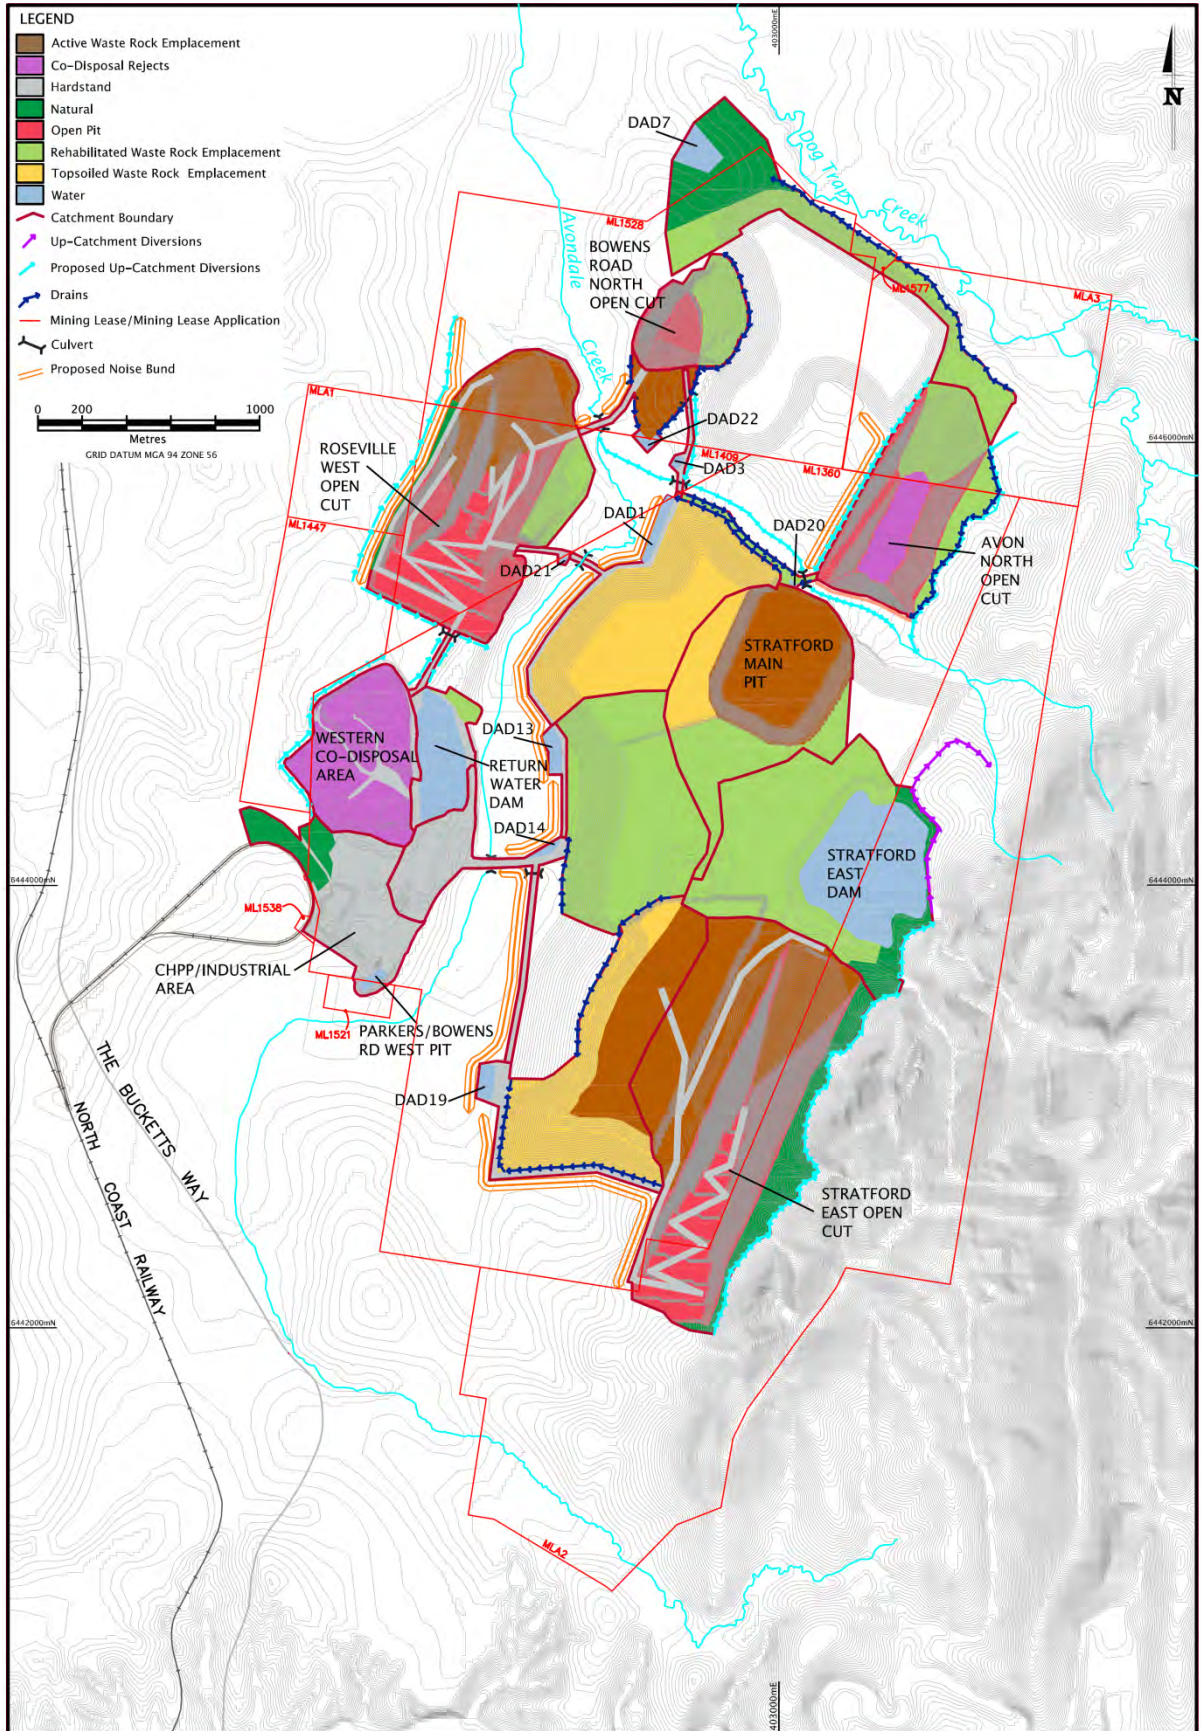 LEGEND
Active Waste Rock Emplacement
Co-Disposal Rejects
Hardstand
Natural
Open Pit
Rehabilitated Waste Rock Emplacement
Topsoiled Waste Rock Emplacement
Water
Catchment Boundary
Up-Catchment Diversions
Proposed Up-Catchment Diversions
Drains
Mining Lease/Mining Lease Application
Culvert
Proposed Noise Bund
0 200 1000
Metres
GRID DATUM MGA 94 ZONE 56
403000mE
N
DAD7
Dog Trap
Creek
ML1528
Avondale
Creek
BOWENS
ROAD
NORTH
OPEN CUT
ML1577
MLA3
MLA1
DAD22
6446000mN
6446000mN
ROSEVILLE
WEST
OPEN
CUT
ML1409
DAD3
ML1360
ML1447
DAD1
DAD20
AVON
NORTH
OPEN
CUT
DAD21
STRATFORD
MAIN
PIT
DAD13
WESTERN
CO-DISPOSAL
AREA
RETURN
WATER
DAM
DAD14
STRATFORD
EAST
DAM
6444000mN
6444000mN
ML1538
CHPP/INDUSTRIAL
AREA
ML1521
PARKERS/BOWENS
RD WEST PIT
THE BUCKETTS WAY
DAD19
NORTH COAST RAILWAY
STRATFORD
EAST OPEN
CUT
6442000mN
6442000mN
MLA2
403000mE